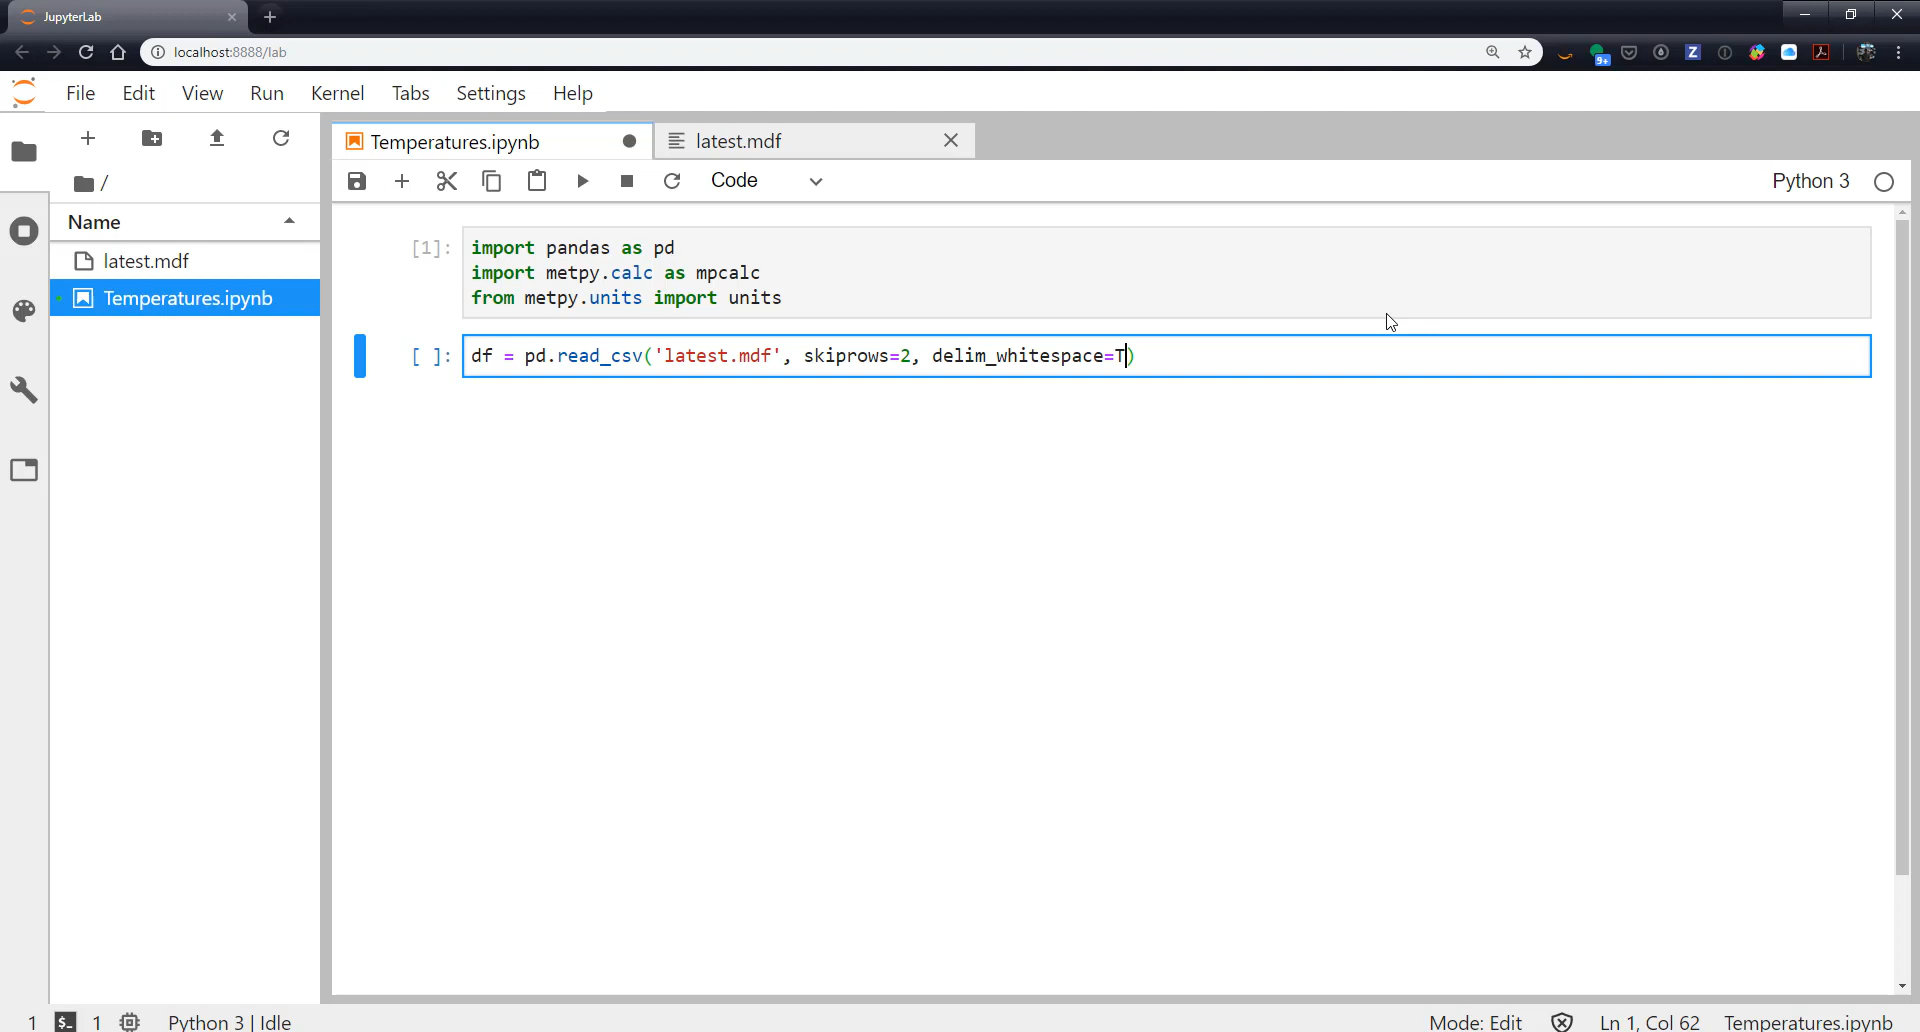 JupyterLab
localhost:8888/lab
9+
Z
File Edit View Run Kernel Tabs Settings Help
Temperatures.ipynb
latest.mdf
/
Code
Python 3
Name
latest.mdf
Temperatures.ipynb
[1]:
import pandas as pd
import metpy.calc as mpcalc
from metpy.units import units
[ ]:
df = pd.read_csv('latest.mdf', skiprows=2, delim_whitespace=T)
1 $_ 1 Python 3 | Idle
Mode: Edit Ln 1, Col 62 Temperatures.ipynb